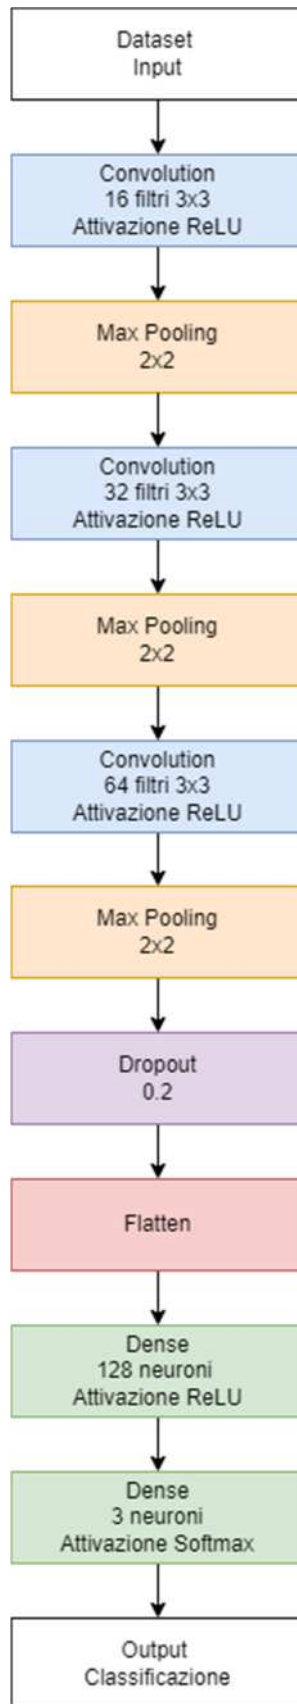 Dataset
Input
Convolution
16 filtri 3x3
Attivazione ReLU
Max Pooling
2x2
Convolution
32 filtri 3x3
Attivazione ReLU
Max Pooling
2x2
Convolution
64 filtri 3x3
Attivazione ReLU
Max Pooling
2x2
Dropout
0.2
Flatten
Dense
128 neuroni
Attivazione ReLU
Dense
3 neuroni
Attivazione Softmax
Output
Classificazione